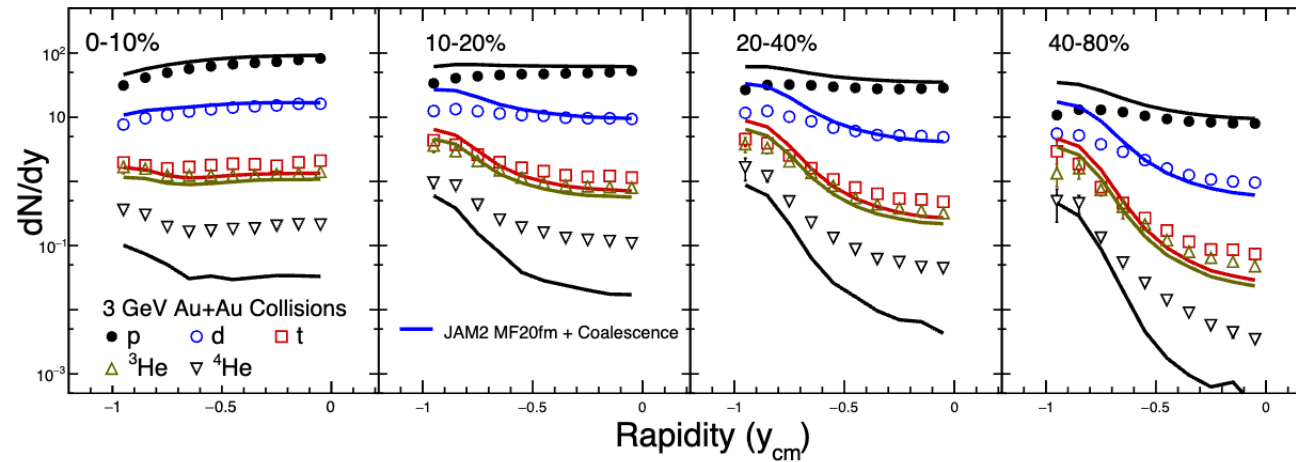 0-10%
10-20%
20-40%
40-80%
dN/dy
10²
10
10⁻¹
10⁻³
3 GeV Au+Au Collisions
p d t
³He ⁴He
JAM2 MF20fm + Coalescence
−1 −0.5 0
−1 −0.5 0
−1 −0.5 0
−1 −0.5 0
Rapidity (y_cm)